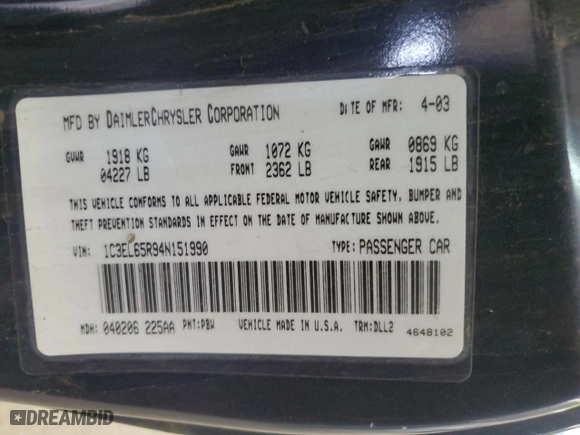 MFD BY DAIMLERCHRYSLER CORPORATION DATE OF MFR: 4-03
GVWR 1918 KG GAWR 1072 KG GAWR 0869 KG
04227 LB FRONT 2362 LB REAR 1915 LB
THIS VEHICLE CONFORMS TO ALL APPLICABLE FEDERAL MOTOR VEHICLE SAFETY, BUMPER AND
THEFT PREVENTION STANDARDS IN EFFECT ON THE DATE OF MANUFACTURE SHOWN ABOVE.
VIN: 1C3EL65R94N151990 TYPE: PASSENGER CAR
MDH: 040206 225AA PNT: PBW VEHICLE MADE IN U.S.A. TRM: DLL2 4648102
DREAMBID